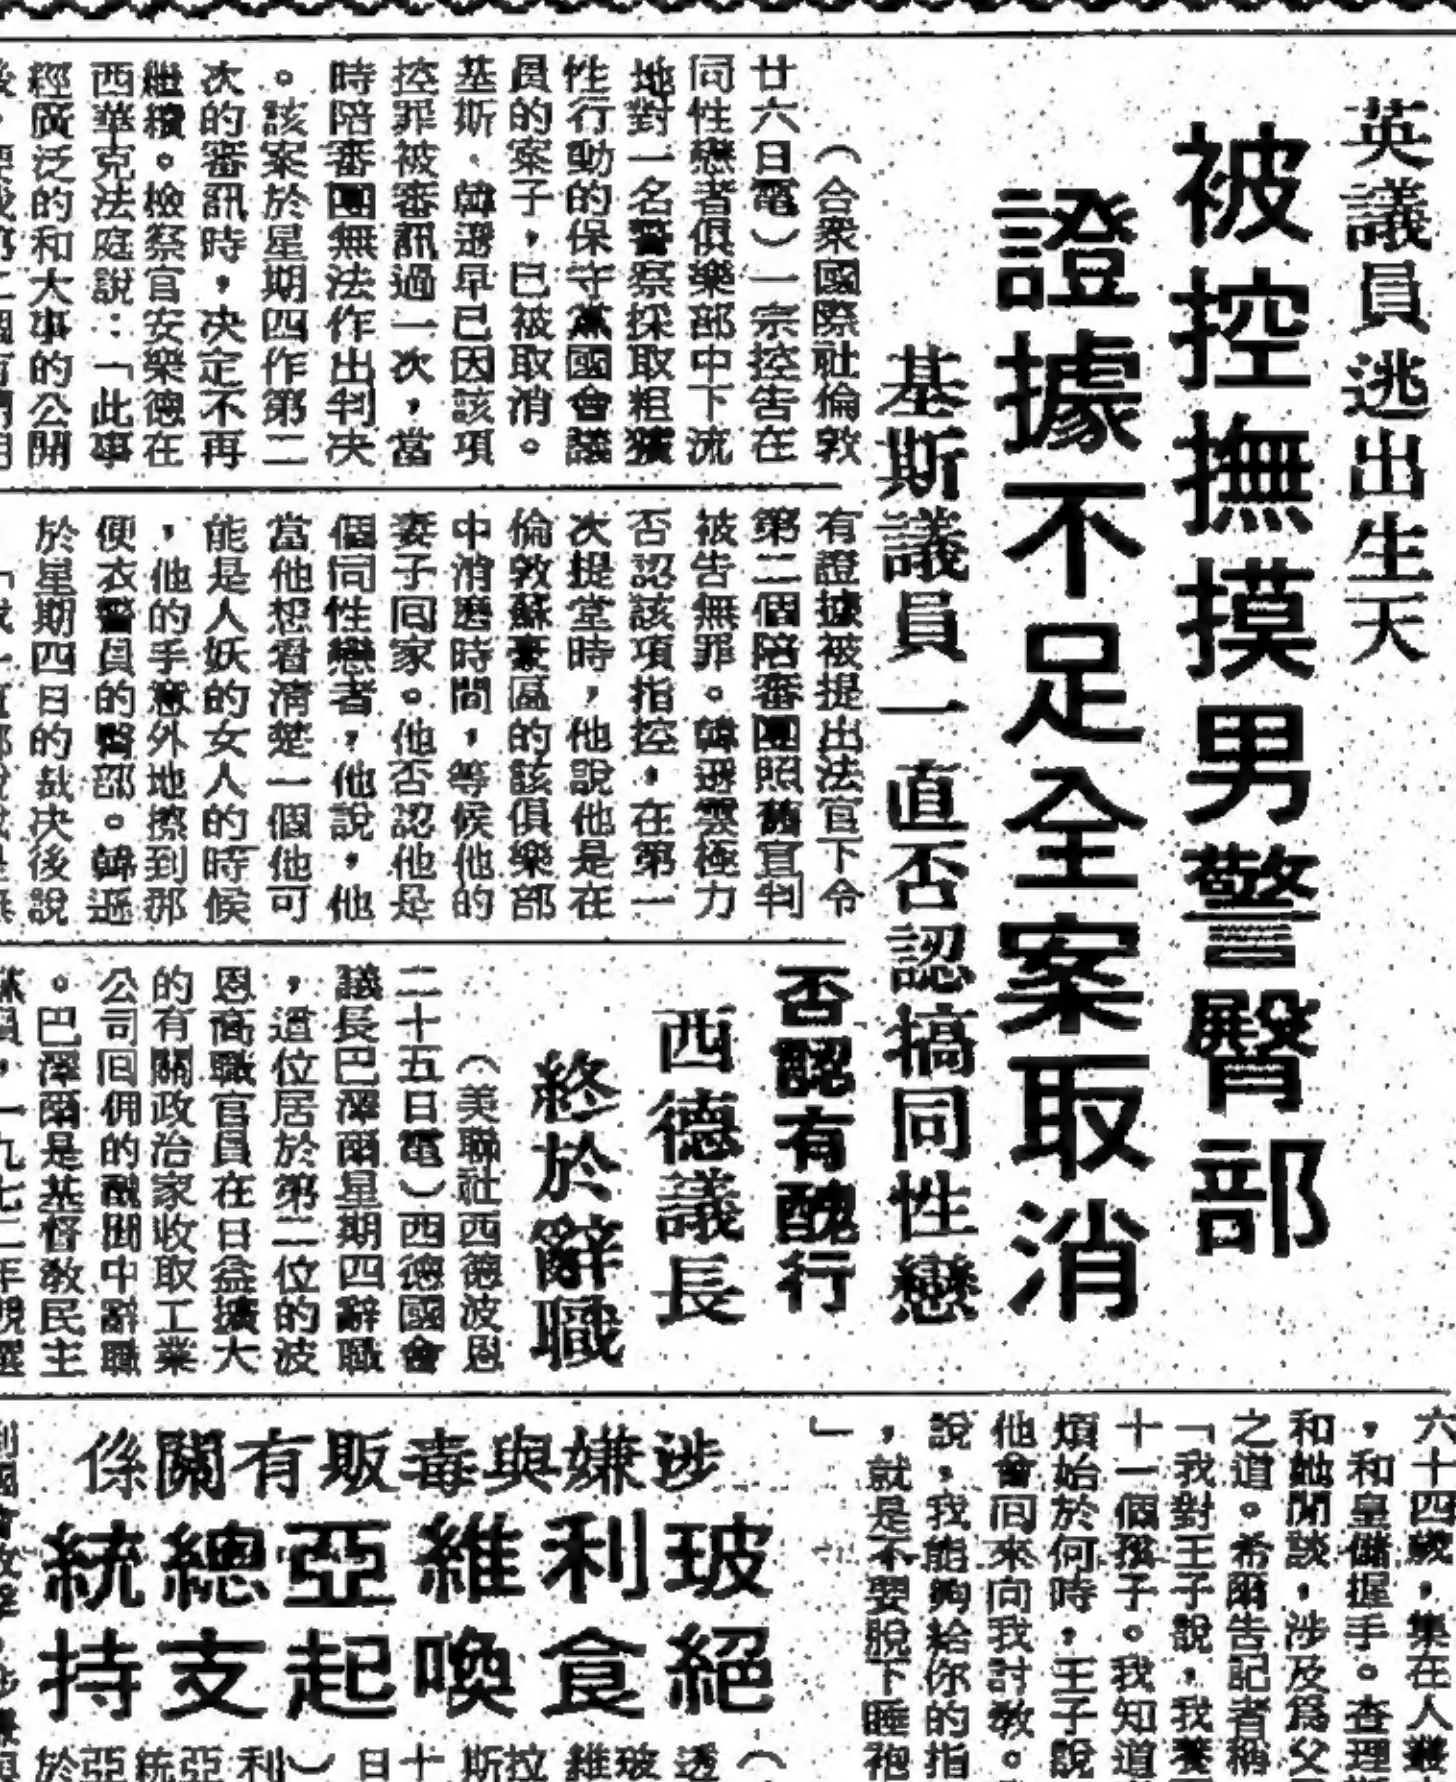 英議員逃出生天
被控撫摸男警臀部
證據不足全案取消
基斯議員一直否認搞同性戀
（合衆國際社倫敦
廿六日電）一宗控告在
同性戀者俱樂部中下流
地對一名警察採取粗獷
性行動的保守黨國會議
員的案子，已被取消。
基斯．韓遜早已因該項
控罪被審訊過一次，當
時陪審團無法作出判决
。該案於星期四作第二
次的審訊時，决定不再
繼續。檢察官安樂德在
西華克法庭說：「此事
經廣泛的和大事的公開
有證據被提出法官下令
第二個陪審團照舊宣判
被告無罪。韓遜雲極力
否認該項指控，在第一
次提堂時，他說他是在
倫敦蘇豪區的該俱樂部
中消磨時間，等候他的
妻子回家。他否認他是
個同性戀者，他說，他
當他想看清楚一個他可
能是人妖的女人的時候
，他的手意外地擦到那
便衣警員的臀部。韓遜
於星期四日的裁决後說
否認有醜行
西德議長
終於辭職
（美聯社西德波恩
二十五日電）西德國會
議長巴澤爾星期四辭職
，這位居於第二位的波
恩高職官員在日益擴大
的有關政治家收取工業
公司回佣的醜聞中辭職
。巴澤爾是基督教民主
六十四歲，集在人叢
，和皇儲握手。查理
和她閒談，涉及爲父
之道。希爾告記者稱
「我對王子說，我養
十一個孩子。我知道
煩始於何時，王子說
他會回來向我討教。
說，我能夠給你的指
，就是不要脫下睡袍
」
涉嫌與毒販有關係
玻利維亞總統
絕食喚起支持
（透
玻維
拉斯
十日